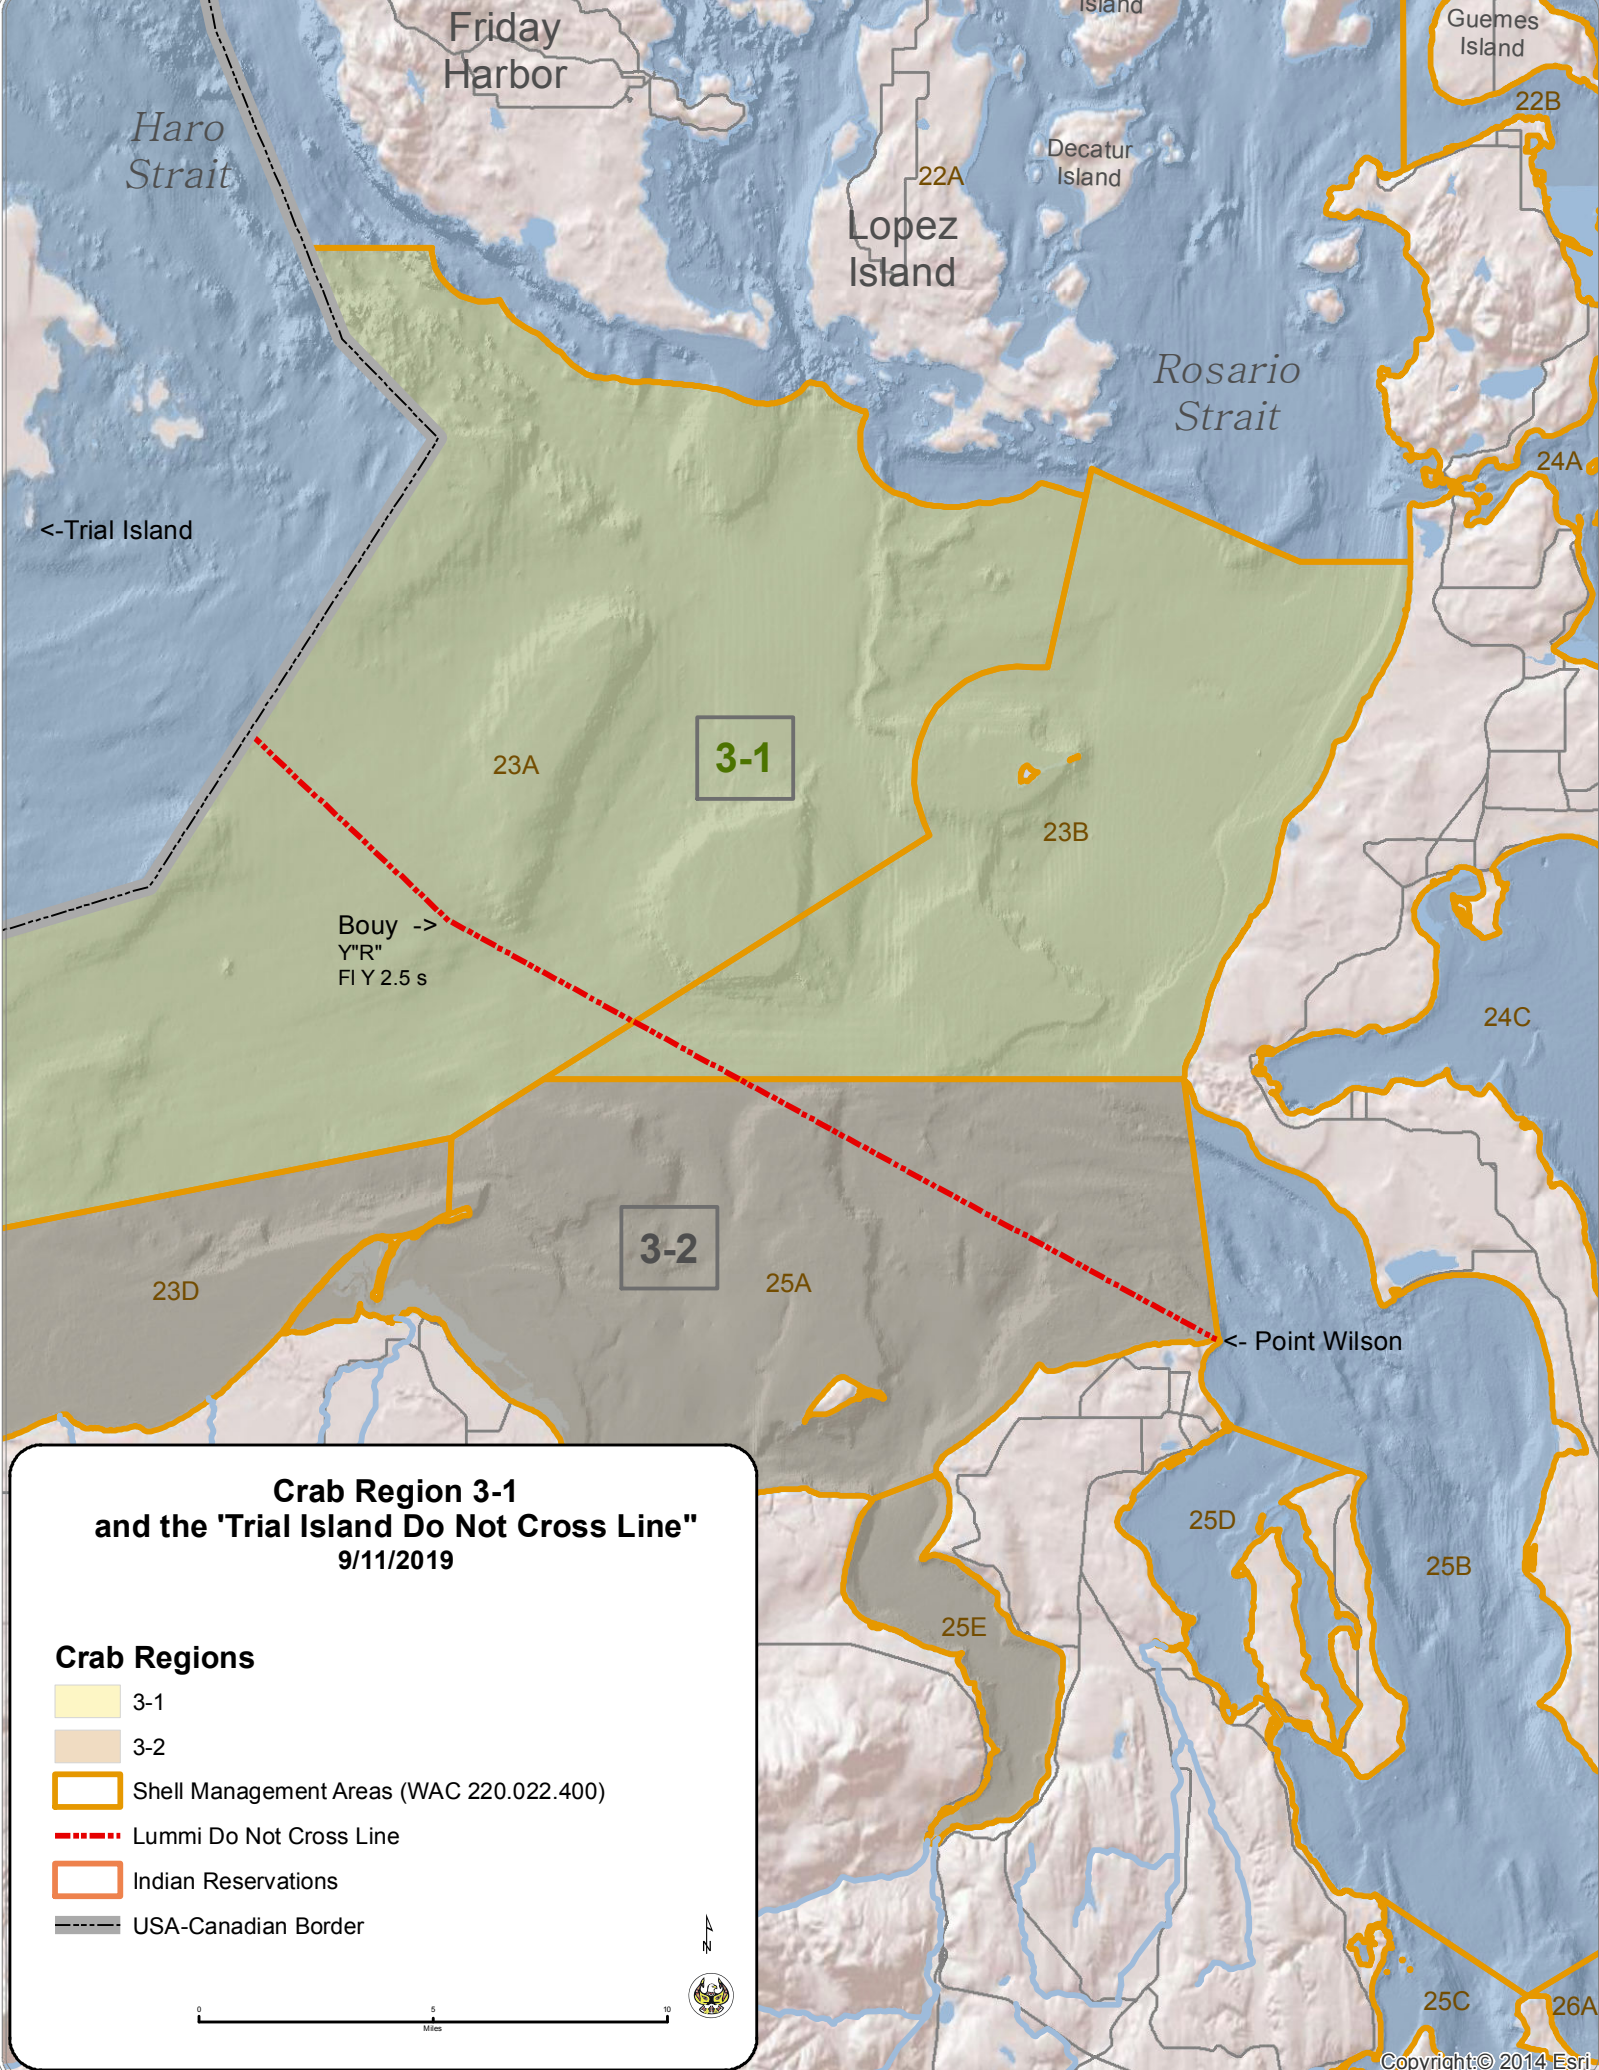 Island
Guemes
Island
Friday
Harbor
22B
Haro
Strait
Decatur
Island
22A
Lopez
Island
Rosario
Strait
24A
<-Trial Island
23A
3-1
23B
Bouy ->
Y"R"
Fl Y 2.5 s
24C
3-2
23D
25A
<- Point Wilson
25D
25B
25E
Crab Region 3-1
and the 'Trial Island Do Not Cross Line"
9/11/2019
Crab Regions
3-1
3-2
Shell Management Areas (WAC 220.022.400)
Lummi Do Not Cross Line
Indian Reservations
USA-Canadian Border
N
0 5 10
Miles
25C
26A
Copyright:© 2014 Esri